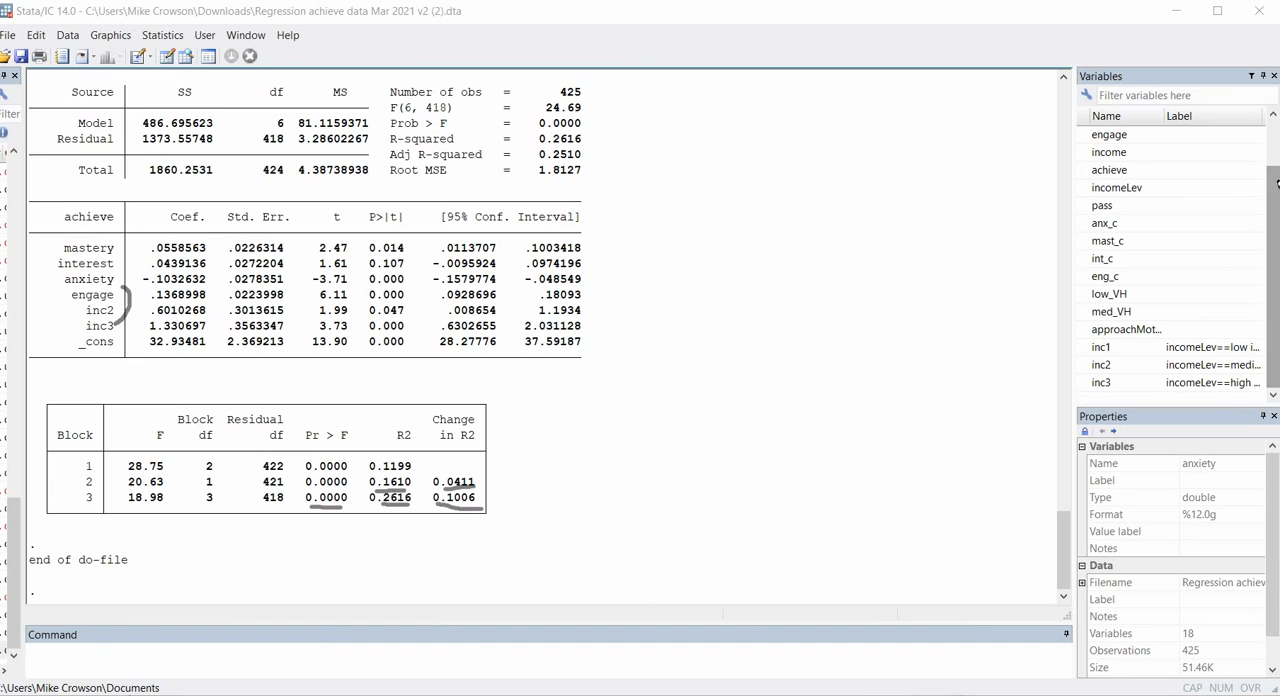 Stata/IC 14.0 - C:\Users\Mike Crowson\Downloads\Regression achieve data Mar 2021 v2 (2).dta
File Edit Data Graphics Statistics User Window Help
Source SS df MS Number of obs = 425
F(6, 418) = 24.69
Model 486.695623 6 81.1159371 Prob > F = 0.0000
Residual 1373.55748 418 3.28602267 R-squared = 0.2616
Adj R-squared = 0.2510
Total 1860.2531 424 4.38738938 Root MSE = 1.8127
achieve Coef. Std. Err. t P>|t| [95% Conf. Interval]
mastery .0558563 .0226314 2.47 0.014 .0113707 .1003418
interest .0439136 .0272204 1.61 0.107 -.0095924 .0974196
anxiety -.1032632 .0278351 -3.71 0.000 -.1579774 -.048549
engage .1368998 .0223998 6.11 0.000 .0928696 .18093
inc2 .6010268 .3013615 1.99 0.047 .008654 1.1934
inc3 1.330697 .3563347 3.73 0.000 .6302655 2.031128
_cons 32.93481 2.369213 13.90 0.000 28.27776 37.59187
Block Residual Change
Block F df df Pr > F R2 in R2
1 28.75 2 422 0.0000 0.1199
2 20.63 1 421 0.0000 0.1610 0.0411
3 18.98 3 418 0.0000 0.2616 0.1006
.
end of do-file
.
Command
:\Users\Mike Crowson\Documents
Filter
Variables
Filter variables here
Name Label
engage
income
achieve
incomeLev
pass
anx_c
mast_c
int_c
eng_c
low_VH
med_VH
approachMot...
inc1 incomeLev==low i...
inc2 incomeLev==medi...
inc3 incomeLev==high ...
Properties
Variables
Name anxiety
Label
Type double
Format %12.0g
Value label
Notes
Data
Filename Regression achiev
Label
Notes
Variables 18
Observations 425
Size 51.46K
CAP NUM OVR